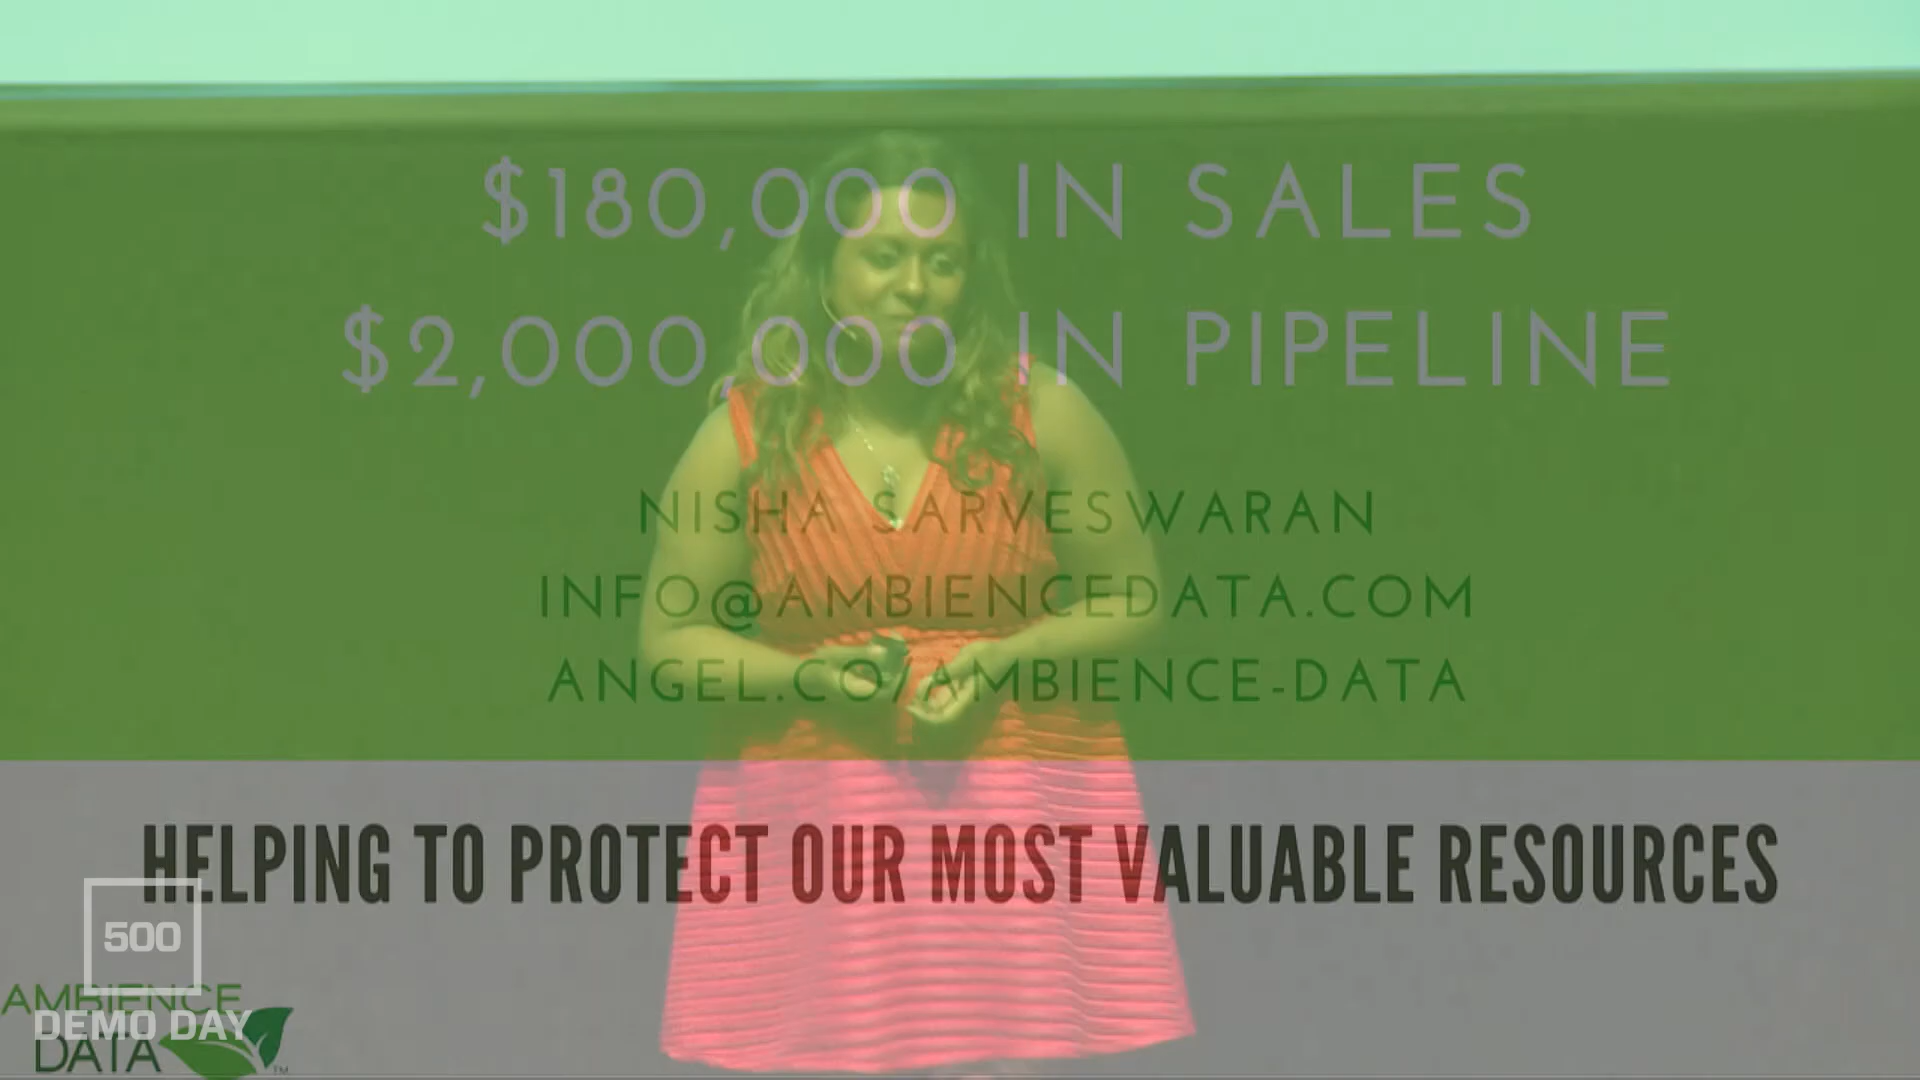 $180,000 IN SALES
$2,000,000 IN PIPELINE
NISHA SARVESWARAN
INFO@AMBIENCEDATA.COM
ANGEL.CO/AMBIENCE-DATA
HELPING TO PROTECT OUR MOST VALUABLE RESOURCES
500
DEMO DAY
AMBIENCE
DATA
TM